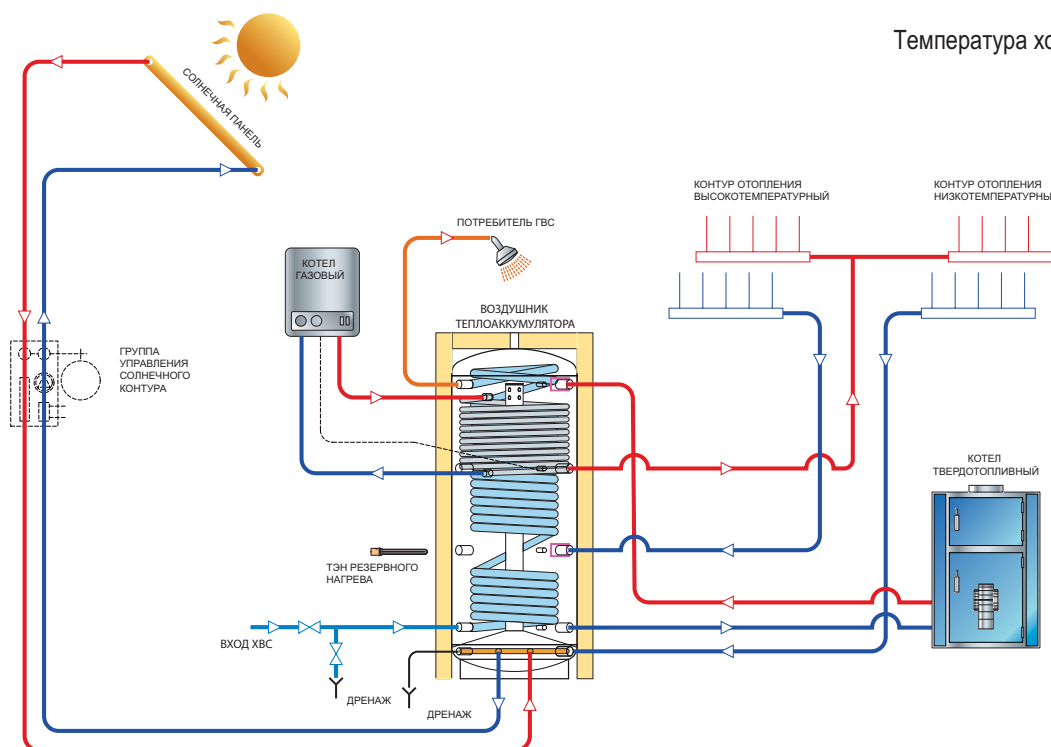 Температура хо
СОЛНЕЧНАЯ ПАНЕЛЬ
КОНТУР ОТОПЛЕНИЯ
ВЫСОКОТЕМПЕРАТУРНЫЙ
КОНТУР ОТОПЛЕНИЯ
НИЗКОТЕМПЕРАТУРНЫ
ПОТРЕБИТЕЛЬ ГВС
КОТЕЛ
ГАЗОВЫЙ
ВОЗДУШНИК
ТЕПЛОАККУМУЛЯТОРА
ГРУППА
УПРАВЛЕНИЯ
СОЛНЕЧНОГО
КОНТУРА
КОТЕЛ
ТВЕРДОТОПЛИВНЫЙ
ТЭН РЕЗЕРВНОГО
НАГРЕВА
ВХОД ХВС
ДРЕНАЖ
ДРЕНАЖ